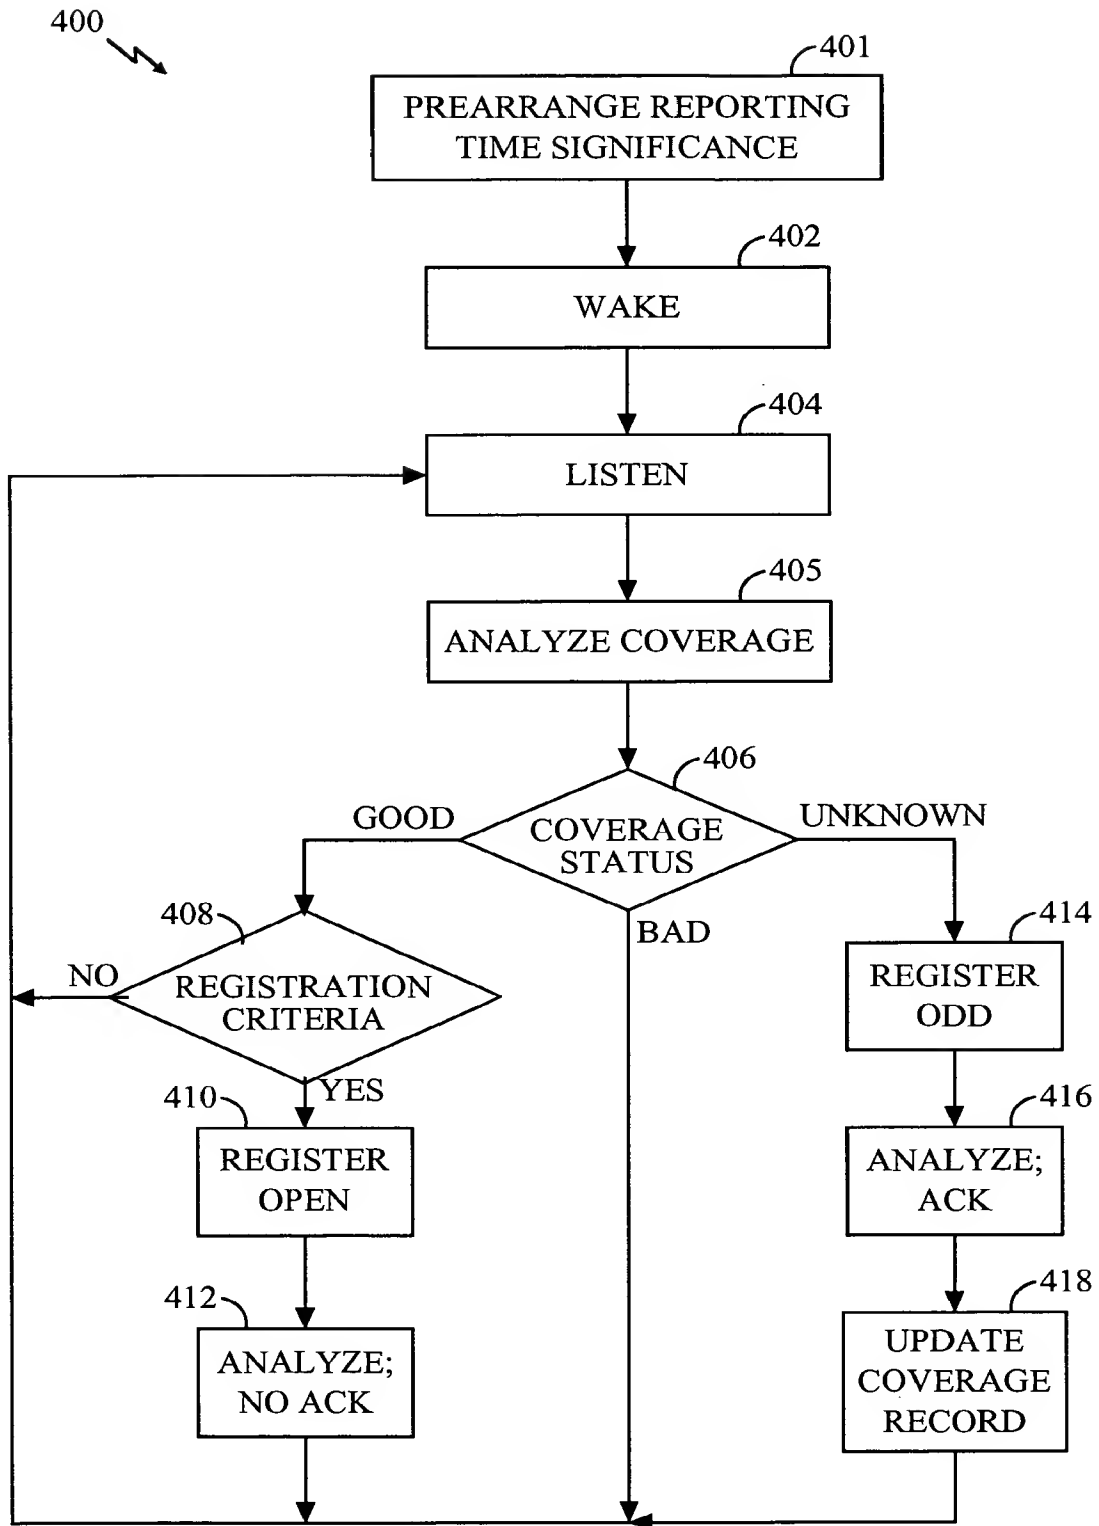 400
401
PREARRANGE REPORTING
TIME SIGNIFICANCE
402
WAKE
404
LISTEN
405
ANALYZE COVERAGE
406
COVERAGE
STATUS
GOOD
UNKNOWN
BAD
408
REGISTRATION
CRITERIA
NO
YES
410
REGISTER
OPEN
412
ANALYZE;
NO ACK
414
REGISTER
ODD
416
ANALYZE;
ACK
418
UPDATE
COVERAGE
RECORD